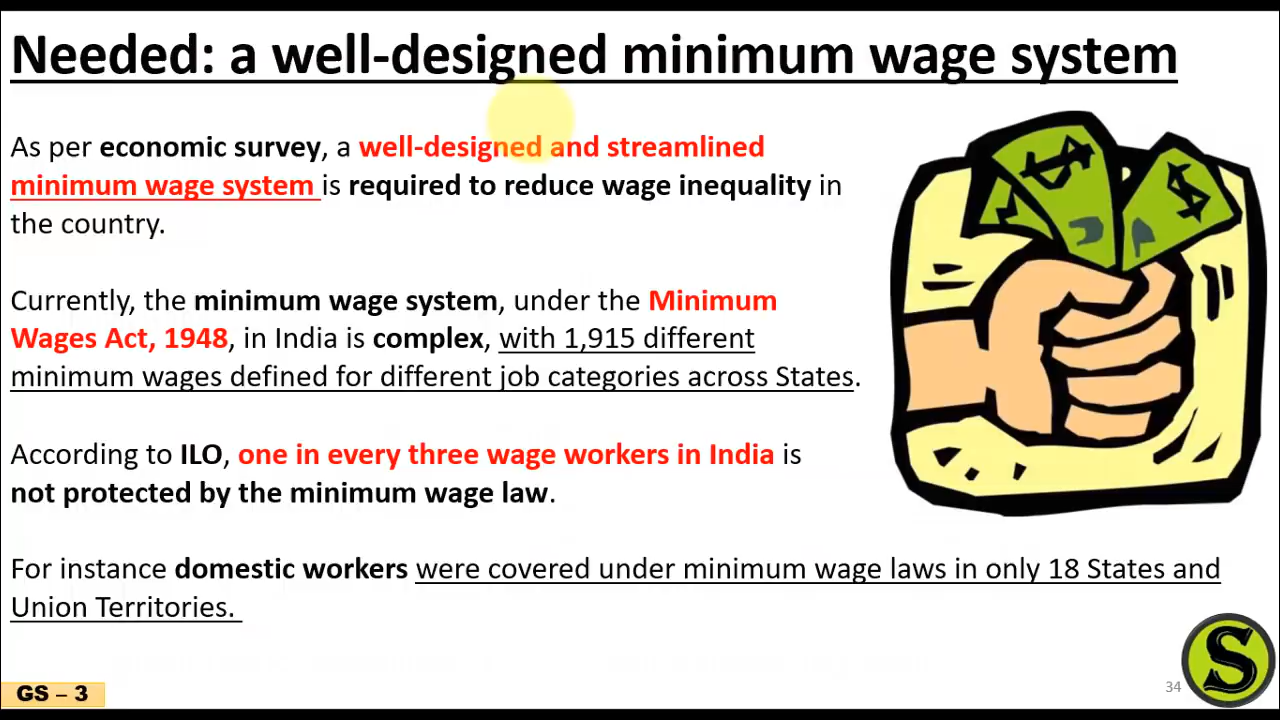 Needed: a well-designed minimum wage system
As per economic survey, a well-designed and streamlined
minimum wage system is required to reduce wage inequality in
the country.
Currently, the minimum wage system, under the Minimum
Wages Act, 1948, in India is complex, with 1,915 different
minimum wages defined for different job categories across States.
According to ILO, one in every three wage workers in India is
not protected by the minimum wage law.
For instance domestic workers were covered under minimum wage laws in only 18 States and
Union Territories.
GS – 3
34
S